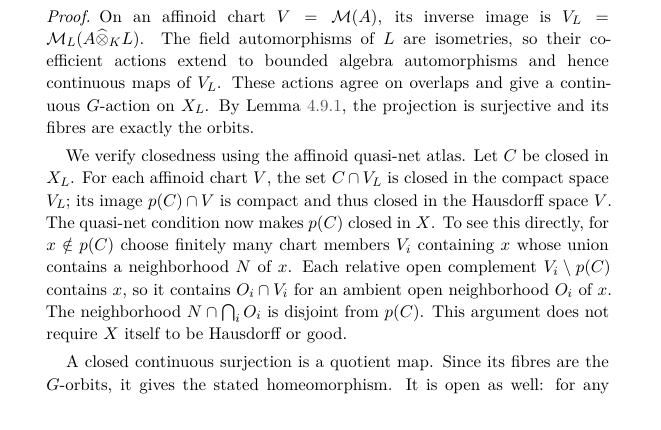 Proof. On an affinoid chart V = ℳ(A), its inverse image is V_L =
ℳ_L(A⊗̂_K L). The field automorphisms of L are isometries, so their co-
efficient actions extend to bounded algebra automorphisms and hence
continuous maps of V_L. These actions agree on overlaps and give a contin-
uous G-action on X_L. By Lemma 4.9.1, the projection is surjective and its
fibres are exactly the orbits.
We verify closedness using the affinoid quasi-net atlas. Let C be closed in
X_L. For each affinoid chart V, the set C ∩ V_L is closed in the compact space
V_L; its image p(C) ∩ V is compact and thus closed in the Hausdorff space V.
The quasi-net condition now makes p(C) closed in X. To see this directly, for
x ∉ p(C) choose finitely many chart members V_i containing x whose union
contains a neighborhood N of x. Each relative open complement V_i \ p(C)
contains x, so it contains O_i ∩ V_i for an ambient open neighborhood O_i of x.
The neighborhood N ∩ ⋂_i O_i is disjoint from p(C). This argument does not
require X itself to be Hausdorff or good.
A closed continuous surjection is a quotient map. Since its fibres are the
G-orbits, it gives the stated homeomorphism. It is open as well: for any